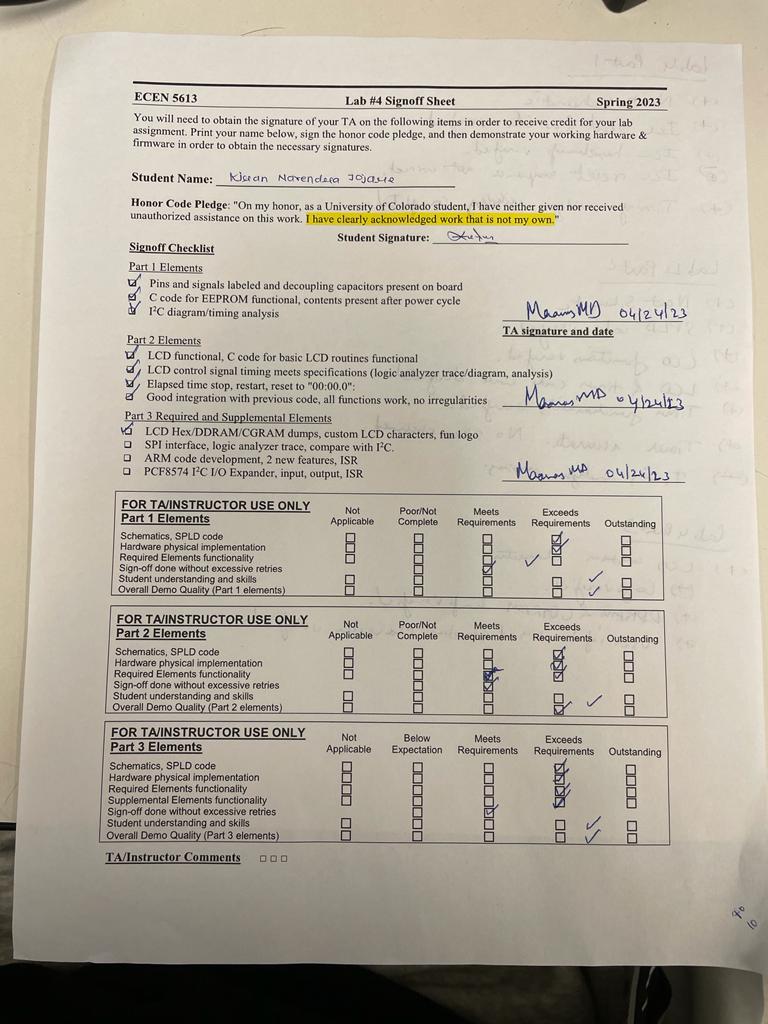 ECEN 5613 Lab #4 Signoff Sheet Spring 2023
You will need to obtain the signature of your TA on the following items in order to receive credit for your lab
assignment. Print your name below, sign the honor code pledge, and then demonstrate your working hardware &
firmware in order to obtain the necessary signatures.
Student Name: Kiran Narendra Jojare
Honor Code Pledge: "On my honor, as a University of Colorado student, I have neither given nor received
unauthorized assistance on this work. I have clearly acknowledged work that is not my own."
Student Signature:
Signoff Checklist
Part 1 Elements
Pins and signals labeled and decoupling capacitors present on board
C code for EEPROM functional, contents present after power cycle
I²C diagram/timing analysis
Maanas MD 04/24/23
TA signature and date
Part 2 Elements
LCD functional, C code for basic LCD routines functional
LCD control signal timing meets specifications (logic analyzer trace/diagram, analysis)
Elapsed time stop, restart, reset to "00:00.0":
Good integration with previous code, all functions work, no irregularities
Maanas MD 04/24/23
Part 3 Required and Supplemental Elements
LCD Hex/DDRAM/CGRAM dumps, custom LCD characters, fun logo
SPI interface, logic analyzer trace, compare with I²C.
ARM code development, 2 new features, ISR
PCF8574 I²C I/O Expander, input, output, ISR
Maanas MD 04/24/23
FOR TA/INSTRUCTOR USE ONLY
Part 1 Elements
Not Applicable Poor/Not Complete Meets Requirements Exceeds Requirements Outstanding
Schematics, SPLD code
Hardware physical implementation
Required Elements functionality
Sign-off done without excessive retries
Student understanding and skills
Overall Demo Quality (Part 1 elements)
FOR TA/INSTRUCTOR USE ONLY
Part 2 Elements
Not Applicable Poor/Not Complete Meets Requirements Exceeds Requirements Outstanding
Schematics, SPLD code
Hardware physical implementation
Required Elements functionality
Sign-off done without excessive retries
Student understanding and skills
Overall Demo Quality (Part 2 elements)
FOR TA/INSTRUCTOR USE ONLY
Part 3 Elements
Not Applicable Below Expectation Meets Requirements Exceeds Requirements Outstanding
Schematics, SPLD code
Hardware physical implementation
Required Elements functionality
Supplemental Elements functionality
Sign-off done without excessive retries
Student understanding and skills
Overall Demo Quality (Part 3 elements)
TA/Instructor Comments